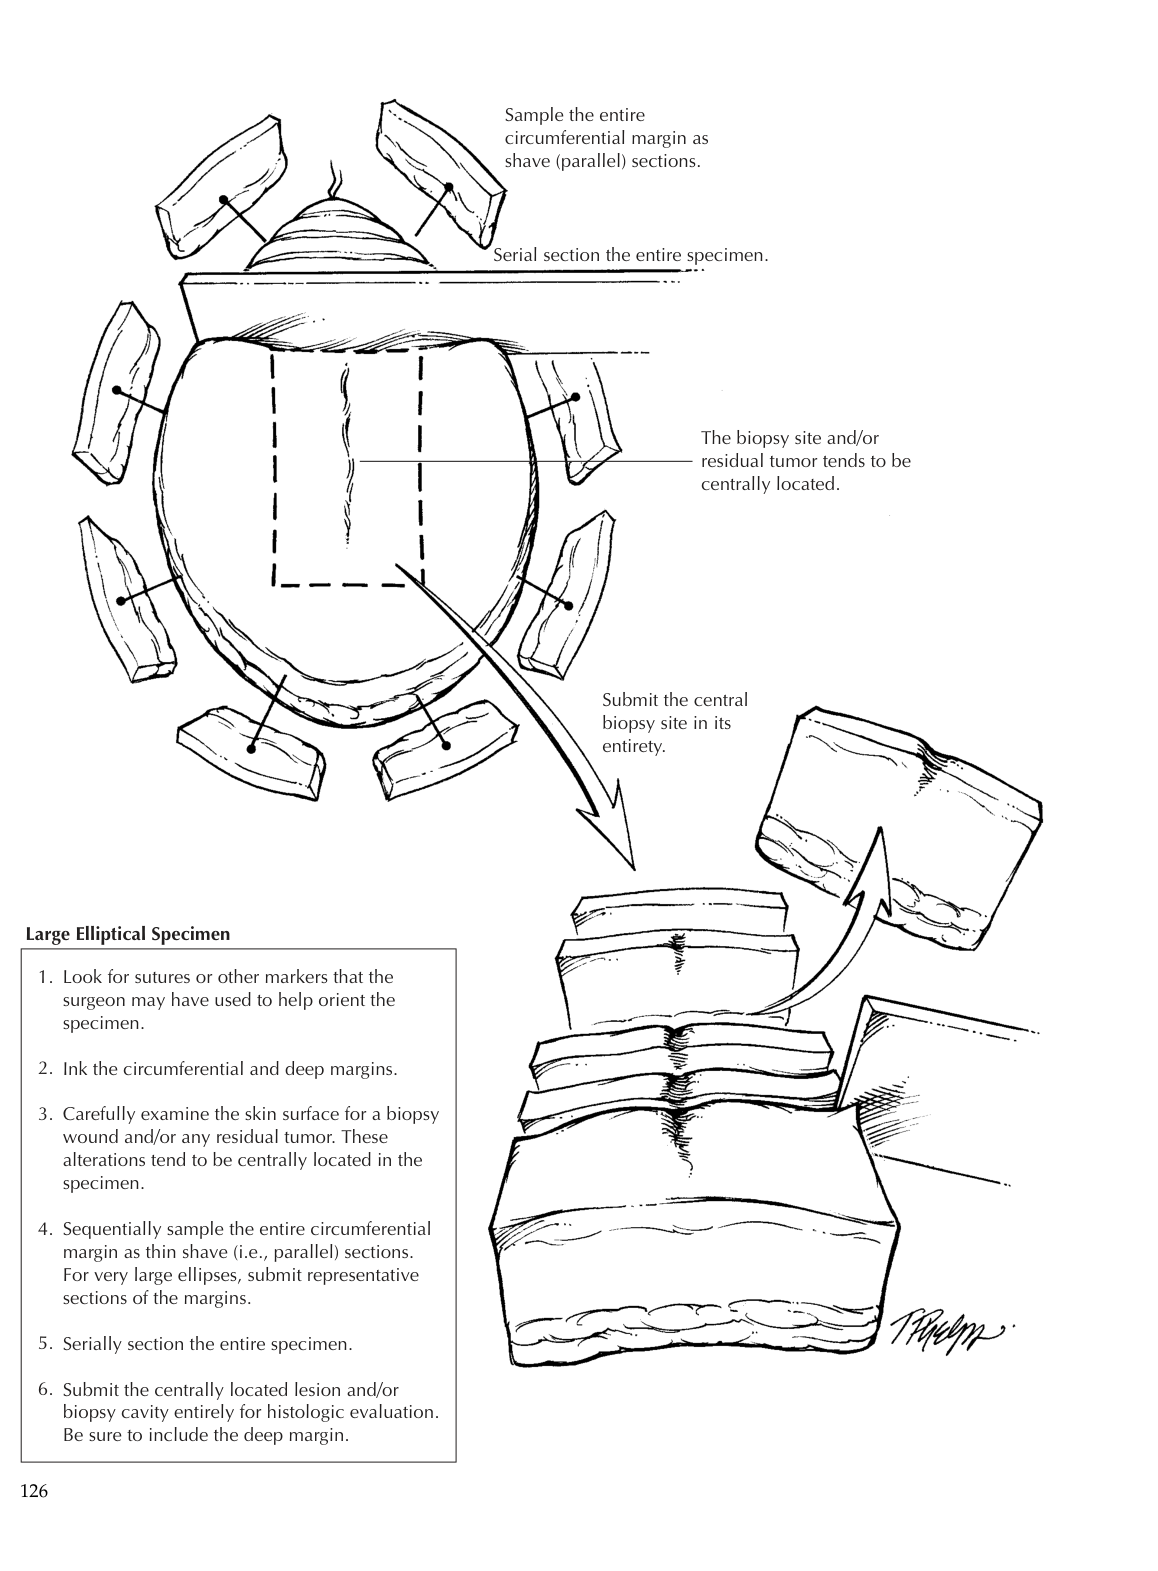 Sample the entire
circumferential margin as
shave (parallel) sections.
Serial section the entire specimen.
The biopsy site and/or
residual tumor tends to be
centrally located.
Submit the central
biopsy site in its
entirety.
Large Elliptical Specimen
1. Look for sutures or other markers that the
surgeon may have used to help orient the
specimen.
2. Ink the circumferential and deep margins.
3. Carefully examine the skin surface for a biopsy
wound and/or any residual tumor. These
alterations tend to be centrally located in the
specimen.
4. Sequentially sample the entire circumferential
margin as thin shave (i.e., parallel) sections.
For very large ellipses, submit representative
sections of the margins.
5. Serially section the entire specimen.
6. Submit the centrally located lesion and/or
biopsy cavity entirely for histologic evaluation.
Be sure to include the deep margin.
126